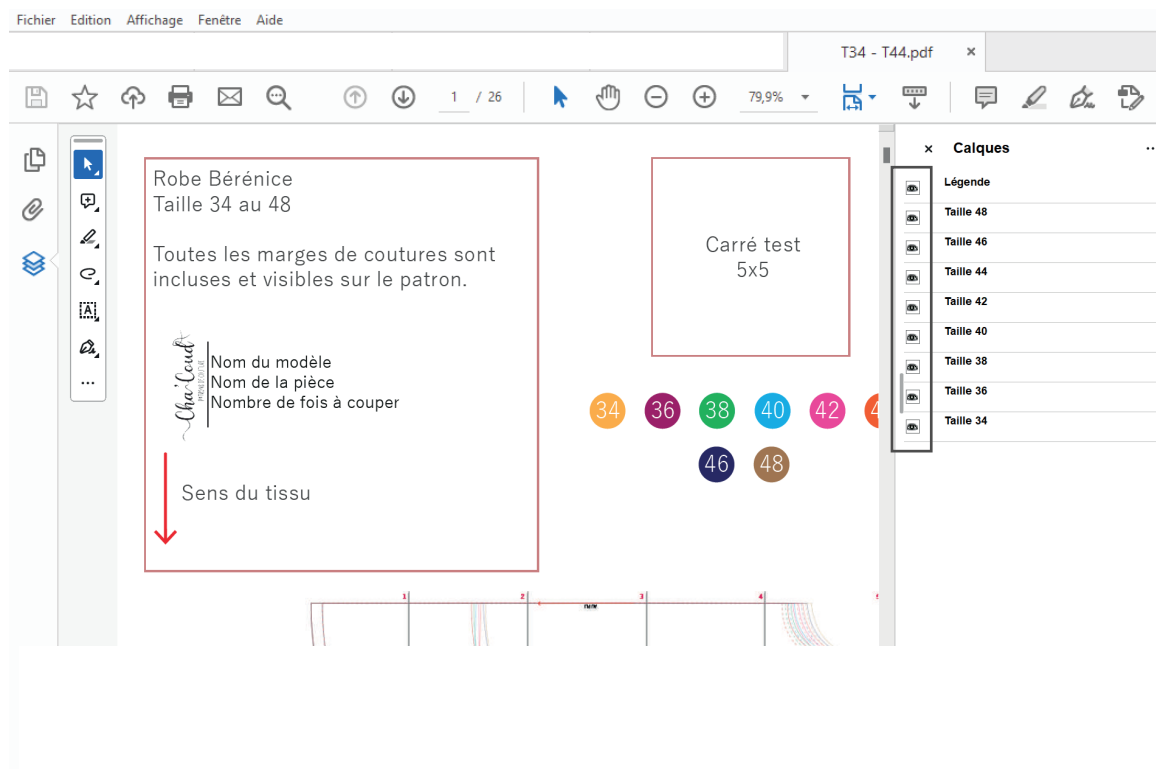 Fichier Edition Affichage Fenêtre Aide
T34 - T44.pdf ×
1 / 26 79,9%
× Calques ..
Légende
Taille 48
Taille 46
Taille 44
Taille 42
Taille 40
Taille 38
Taille 36
Taille 34
Robe Bérénice
Taille 34 au 48
Toutes les marges de coutures sont
incluses et visibles sur le patron.
Cha'Coud
Nom du modèle
Nom de la pièce
Nombre de fois à couper
Sens du tissu
Carré test
5x5
34 36 38 40 42 4
46 48
1 2 3 4